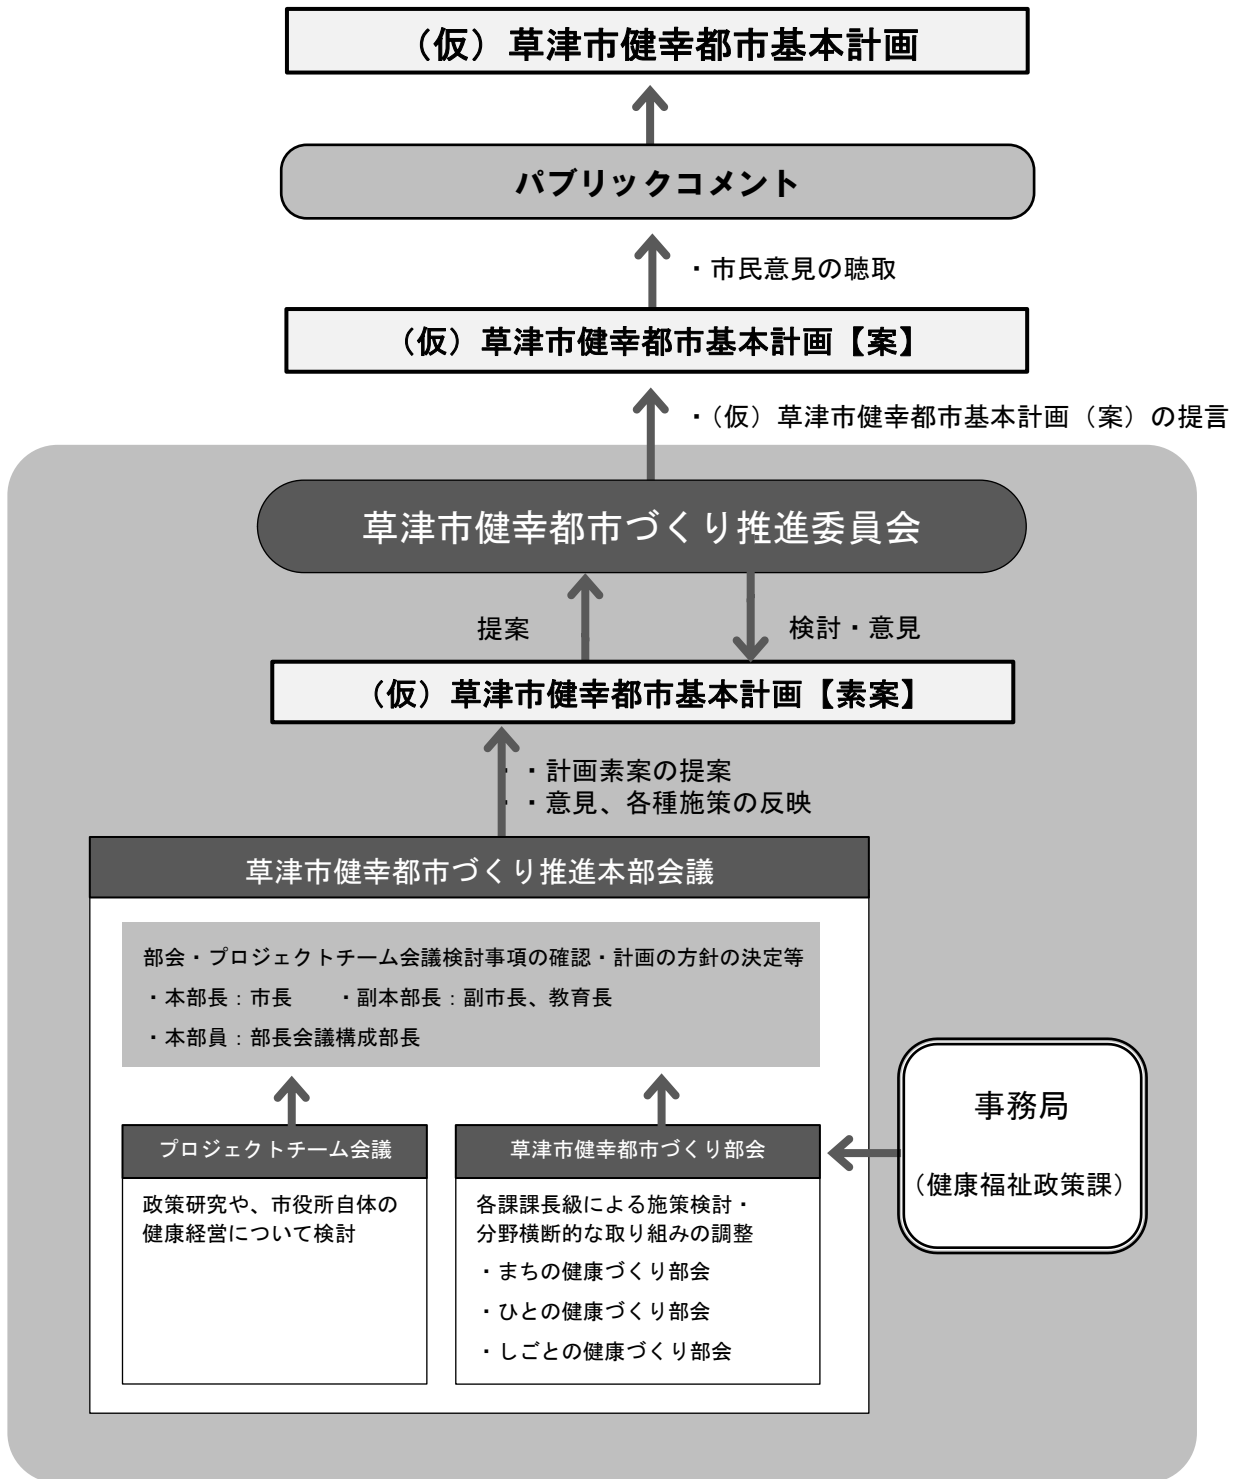 （仮）草津市健幸都市基本計画
パブリックコメント
・市民意見の聴取
（仮）草津市健幸都市基本計画【案】
・（仮）草津市健幸都市基本計画（案）の提言
草津市健幸都市づくり推進委員会
提案
検討・意見
（仮）草津市健幸都市基本計画【素案】
・ ・計画素案の提案
・ ・意見、各種施策の反映
草津市健幸都市づくり推進本部会議
部会・プロジェクトチーム会議検討事項の確認・計画の方針の決定等
・本部長：市長　　・副本部長：副市長、教育長
・本部員：部長会議構成部長
プロジェクトチーム会議
政策研究や、市役所自体の
健康経営について検討
草津市健幸都市づくり部会
各課課長級による施策検討・
分野横断的な取り組みの調整
・まちの健康づくり部会
・ひとの健康づくり部会
・しごとの健康づくり部会
事務局
（健康福祉政策課）